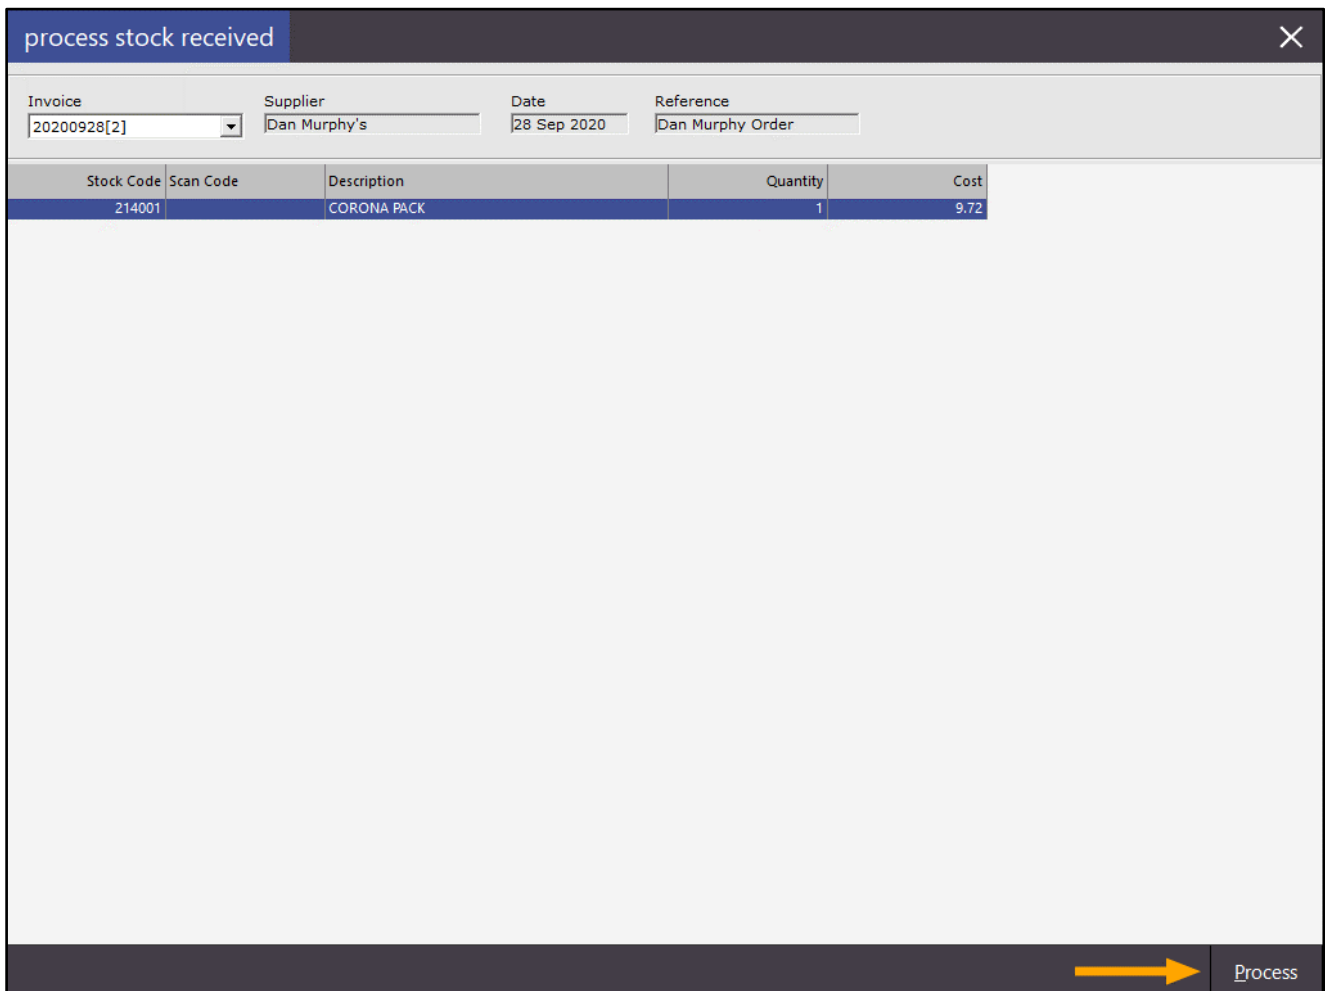 process stock received
Invoice Supplier Date Reference
20200928[2] Dan Murphy's 28 Sep 2020 Dan Murphy Order
Stock Code Scan Code Description Quantity Cost
214001 CORONA PACK 1 9.72
Process